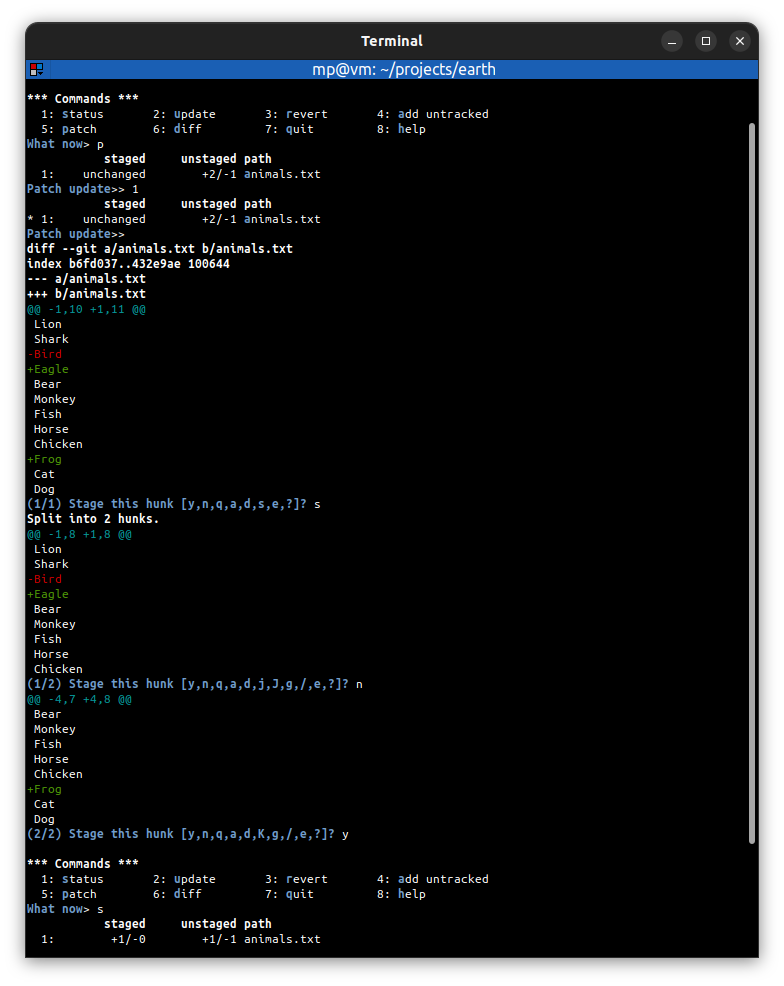 Terminal
mp@vm: ~/projects/earth
*** Commands ***
  1: status       2: update       3: revert       4: add untracked
  5: patch        6: diff         7: quit         8: help
What now> p
           staged     unstaged path
  1:    unchanged        +2/-1 animals.txt
Patch update>> 1
           staged     unstaged path
* 1:    unchanged        +2/-1 animals.txt
Patch update>>
diff --git a/animals.txt b/animals.txt
index b6fd037..432e9ae 100644
--- a/animals.txt
+++ b/animals.txt
@@ -1,10 +1,11 @@
 Lion
 Shark
-Bird
+Eagle
 Bear
 Monkey
 Fish
 Horse
 Chicken
+Frog
 Cat
 Dog
(1/1) Stage this hunk [y,n,q,a,d,s,e,?]? s
Split into 2 hunks.
@@ -1,8 +1,8 @@
 Lion
 Shark
-Bird
+Eagle
 Bear
 Monkey
 Fish
 Horse
 Chicken
(1/2) Stage this hunk [y,n,q,a,d,j,J,g,/,e,?]? n
@@ -4,7 +4,8 @@
 Bear
 Monkey
 Fish
 Horse
 Chicken
+Frog
 Cat
 Dog
(2/2) Stage this hunk [y,n,q,a,d,K,g,/,e,?]? y
*** Commands ***
  1: status       2: update       3: revert       4: add untracked
  5: patch        6: diff         7: quit         8: help
What now> s
           staged     unstaged path
  1:        +1/-0        +1/-1 animals.txt